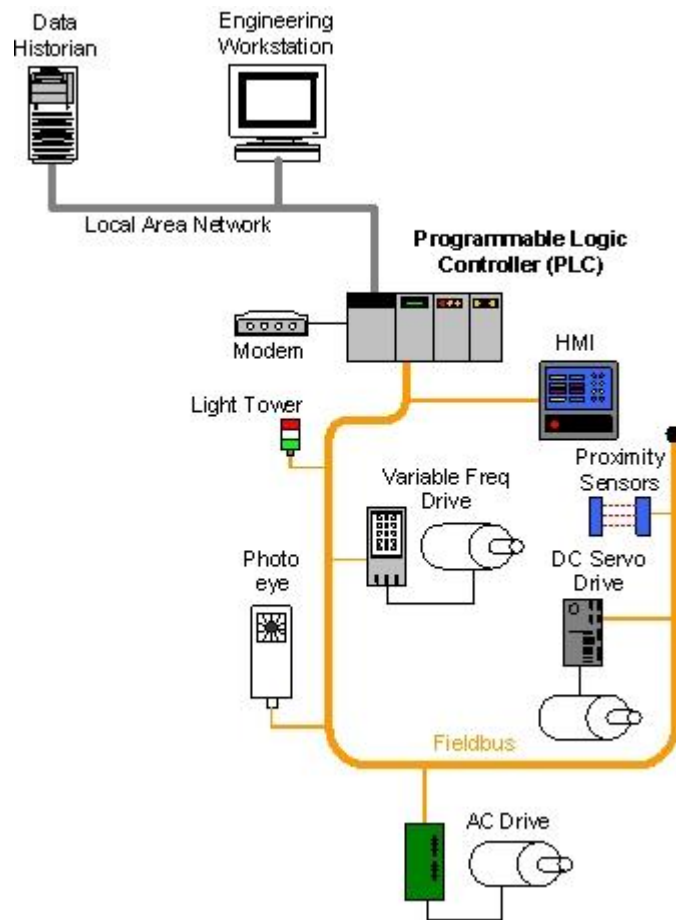 Data
Historian
Engineering
Workstation
Local Area Network
Programmable Logic
Controller (PLC)
Modem
HMI
Light Tower
Proximity
Sensors
Variable Freq
Drive
Photo
eye
DC Servo
Drive
Fieldbus
AC Drive